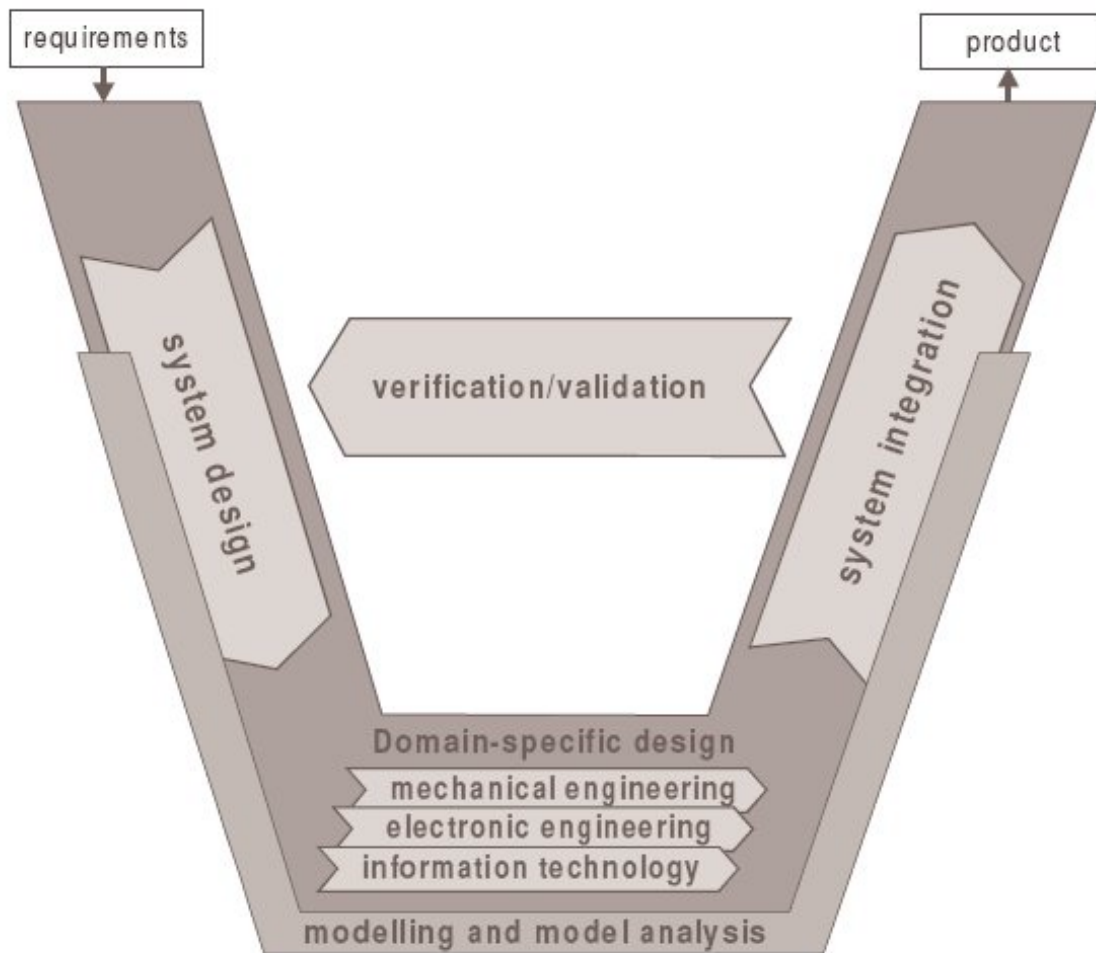 requirements
product
system design
verification/validation
system integration
Domain-specific design
mechanical engineering
electronic engineering
information technology
modelling and model analysis